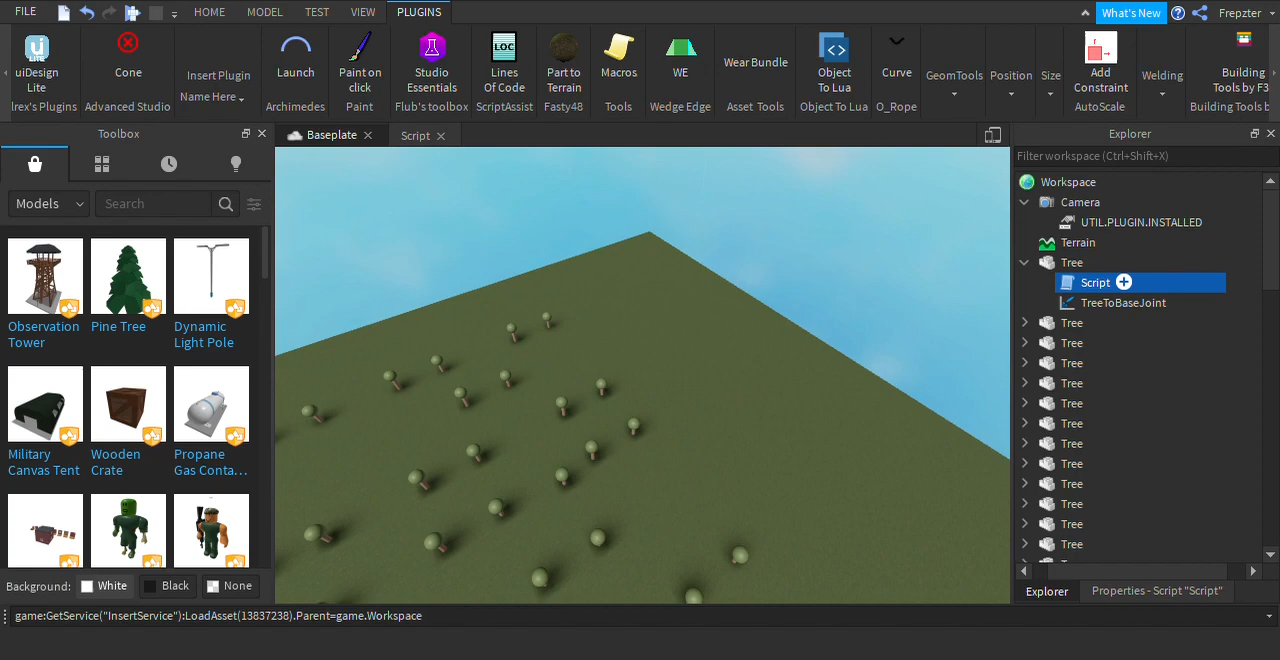 FILE
HOME
MODEL
TEST
VIEW
PLUGINS
What's New
Frepzter
ui
LITE
uiDesign
Lite
lrex's Plugins
Cone
Advanced Studio
Insert Plugin
Name Here
Launch
Archimedes
Paint on
click
Paint
Studio
Essentials
Flub's toolbox
LOC
Lines
Of Code
ScriptAssist
Part to
Terrain
Fasty48
Macros
Tools
WE
Wedge Edge
Wear Bundle
Asset Tools
Object
To Lua
Object To Lua
Curve
O_Rope
GeomTools
Position
Size
Add
Constraint
AutoScale
Welding
Building
Tools by F3
Building Tools b
Toolbox
Baseplate
Script
Explorer
Filter workspace (Ctrl+Shift+X)
Models
Search
Observation
Tower
Pine Tree
Dynamic
Light Pole
Military
Canvas Tent
Wooden
Crate
Propane
Gas Conta...
Background:
White
Black
None
Workspace
Camera
UTIL.PLUGIN.INSTALLED
Terrain
Tree
Script
TreeToBaseJoint
Tree
Tree
Tree
Tree
Tree
Tree
Tree
Tree
Tree
Tree
Tree
Tree
Explorer
Properties - Script "Script"
game:GetService("InsertService"):LoadAsset(13837238).Parent=game.Workspace